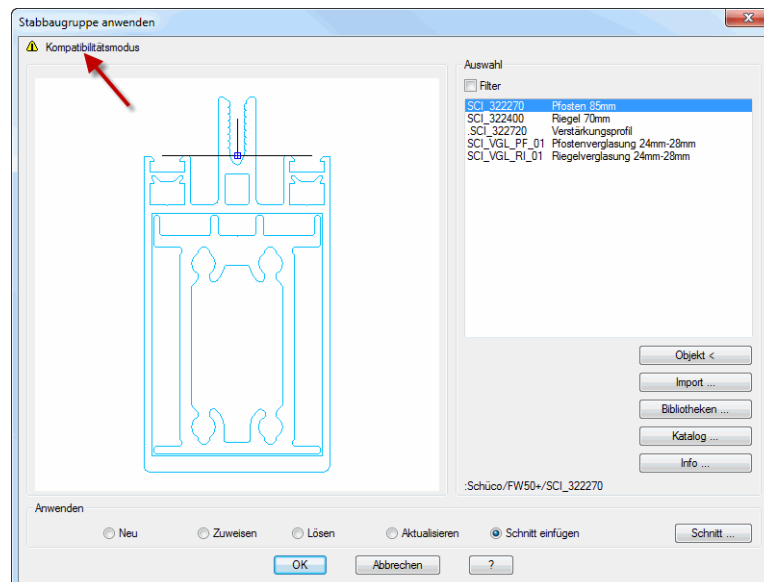 Stabbaugruppe anwenden
Kompatibilitätsmodus
Auswahl
Filter
SCI_322270 Pfosten 85mm
SCI_322400 Riegel 70mm
.SCI_322720 Verstärkungsprofil
SCI_VGL_PF_01 Pfostenverglasung 24mm-28mm
SCI_VGL_RI_01 Riegelverglasung 24mm-28mm
Objekt <
Import ...
Bibliotheken ...
Katalog ...
Info ...
:Schüco/FW50+/SCI_322270
Anwenden
Neu Zuweisen Lösen Aktualisieren Schnitt einfügen Schnitt ...
OK Abbrechen ?